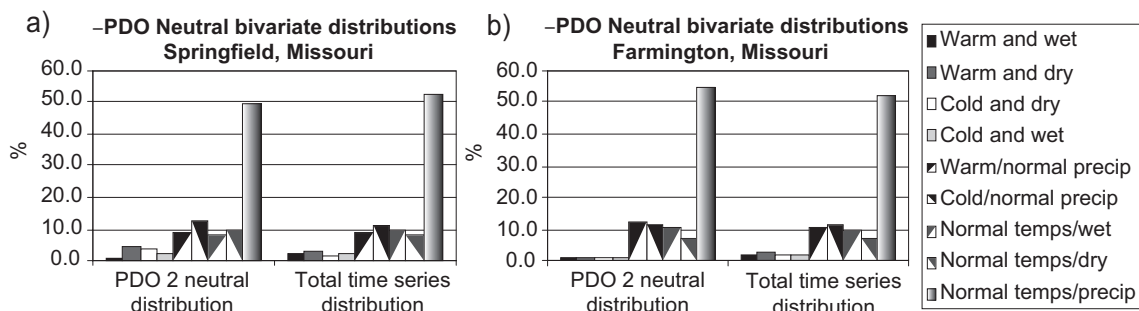 a)
–PDO Neutral bivariate distributions
Springfield, Missouri
%
60.0
50.0
40.0
30.0
20.0
10.0
0.0
PDO 2 neutral
distribution
Total time series
distribution
b)
–PDO Neutral bivariate distributions
Farmington, Missouri
%
60.0
50.0
40.0
30.0
20.0
10.0
0.0
PDO 2 neutral
distribution
Total time series
distribution
Warm and wet
Warm and dry
Cold and dry
Cold and wet
Warm/normal precip
Cold/normal precip
Normal temps/wet
Normal temps/dry
Normal temps/precip